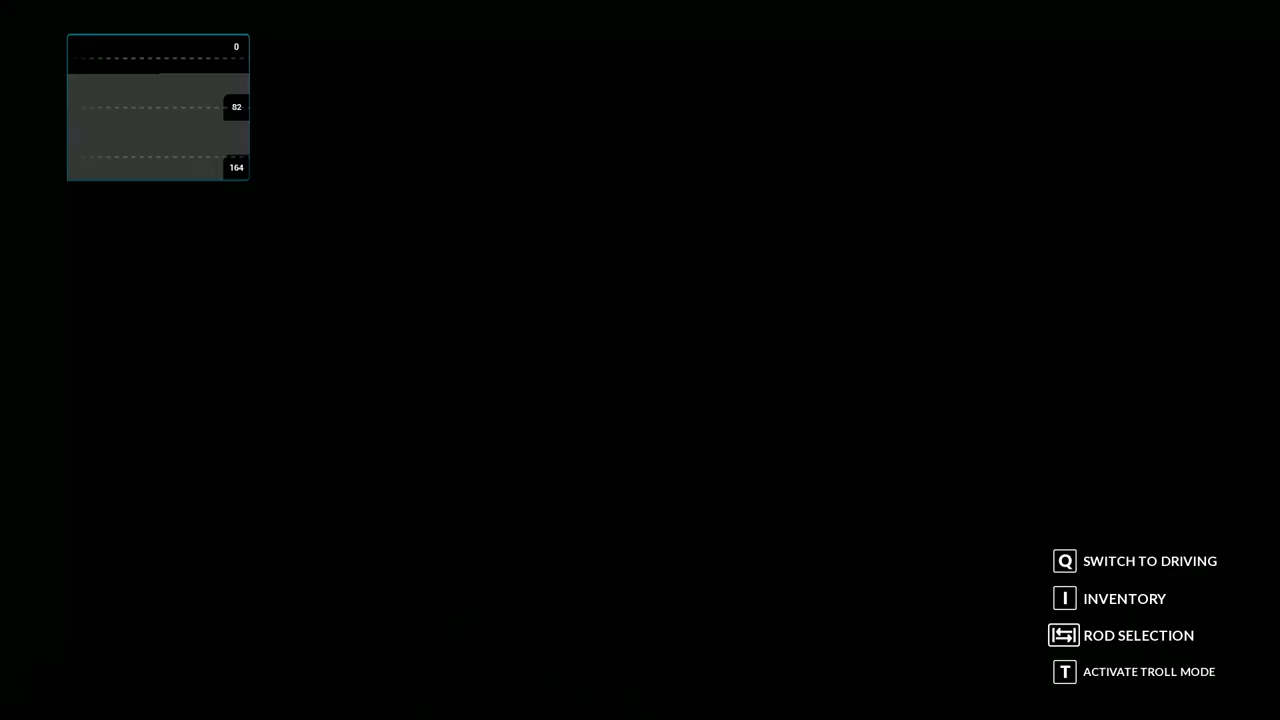 0
82
164
Q SWITCH TO DRIVING
I INVENTORY
ROD SELECTION
T ACTIVATE TROLL MODE